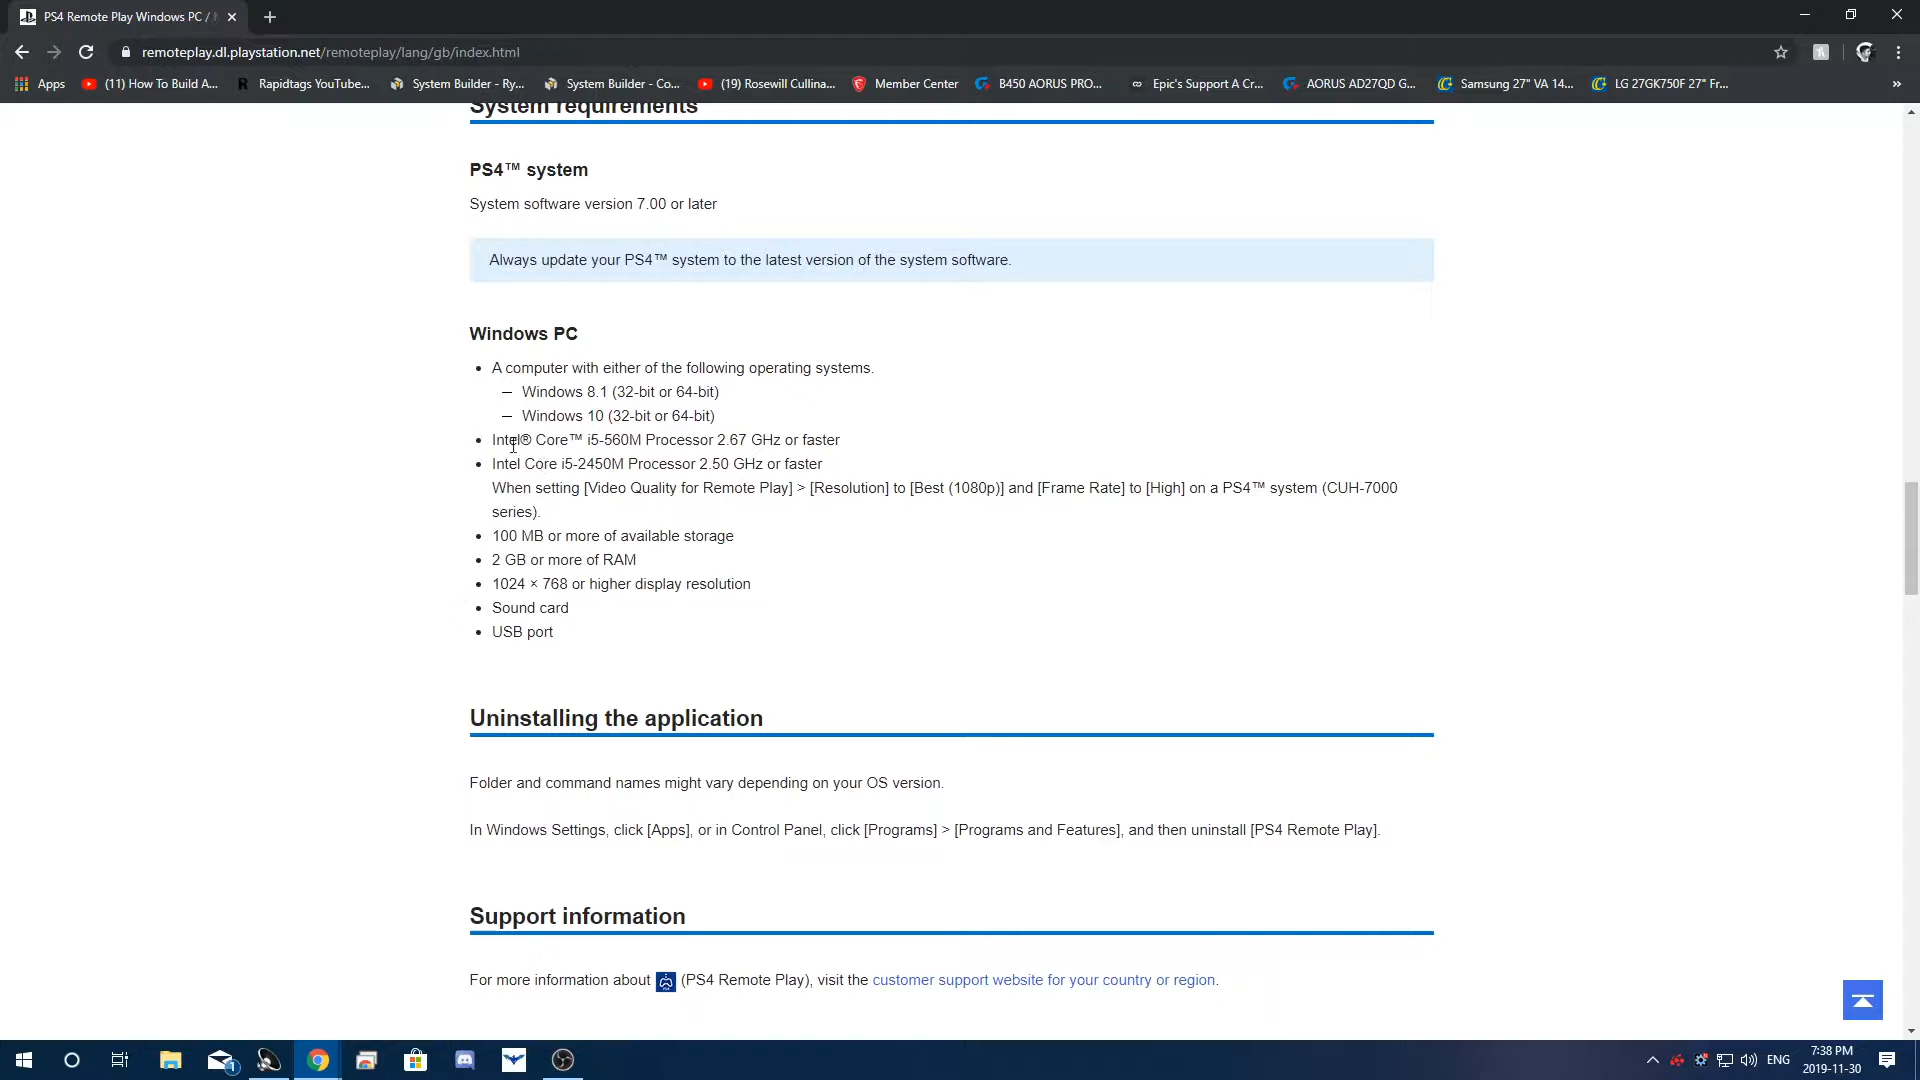 PS4 Remote Play Windows PC /
remoteplay.dl.playstation.net/remoteplay/lang/gb/index.html
Apps
(11) How To Build A...
Rapidtags YouTube...
System Builder - Ry...
System Builder - Co...
(19) Rosewill Cullina...
Member Center
B450 AORUS PRO...
Epic's Support A Cr...
AORUS AD27QD G...
Samsung 27" VA 14...
LG 27GK750F 27" Fr...
»
System requirements
PS4™ system
System software version 7.00 or later
Always update your PS4™ system to the latest version of the system software.
Windows PC
• A computer with either of the following operating systems.
– Windows 8.1 (32-bit or 64-bit)
– Windows 10 (32-bit or 64-bit)
• Intel® Core™ i5-560M Processor 2.67 GHz or faster
• Intel Core i5-2450M Processor 2.50 GHz or faster
When setting [Video Quality for Remote Play] > [Resolution] to [Best (1080p)] and [Frame Rate] to [High] on a PS4™ system (CUH-7000
series).
• 100 MB or more of available storage
• 2 GB or more of RAM
• 1024 × 768 or higher display resolution
• Sound card
• USB port
Uninstalling the application
Folder and command names might vary depending on your OS version.
In Windows Settings, click [Apps], or in Control Panel, click [Programs] > [Programs and Features], and then uninstall [PS4 Remote Play].
Support information
For more information about (PS4 Remote Play), visit the customer support website for your country or region.
1
ENG
7:38 PM
2019-11-30